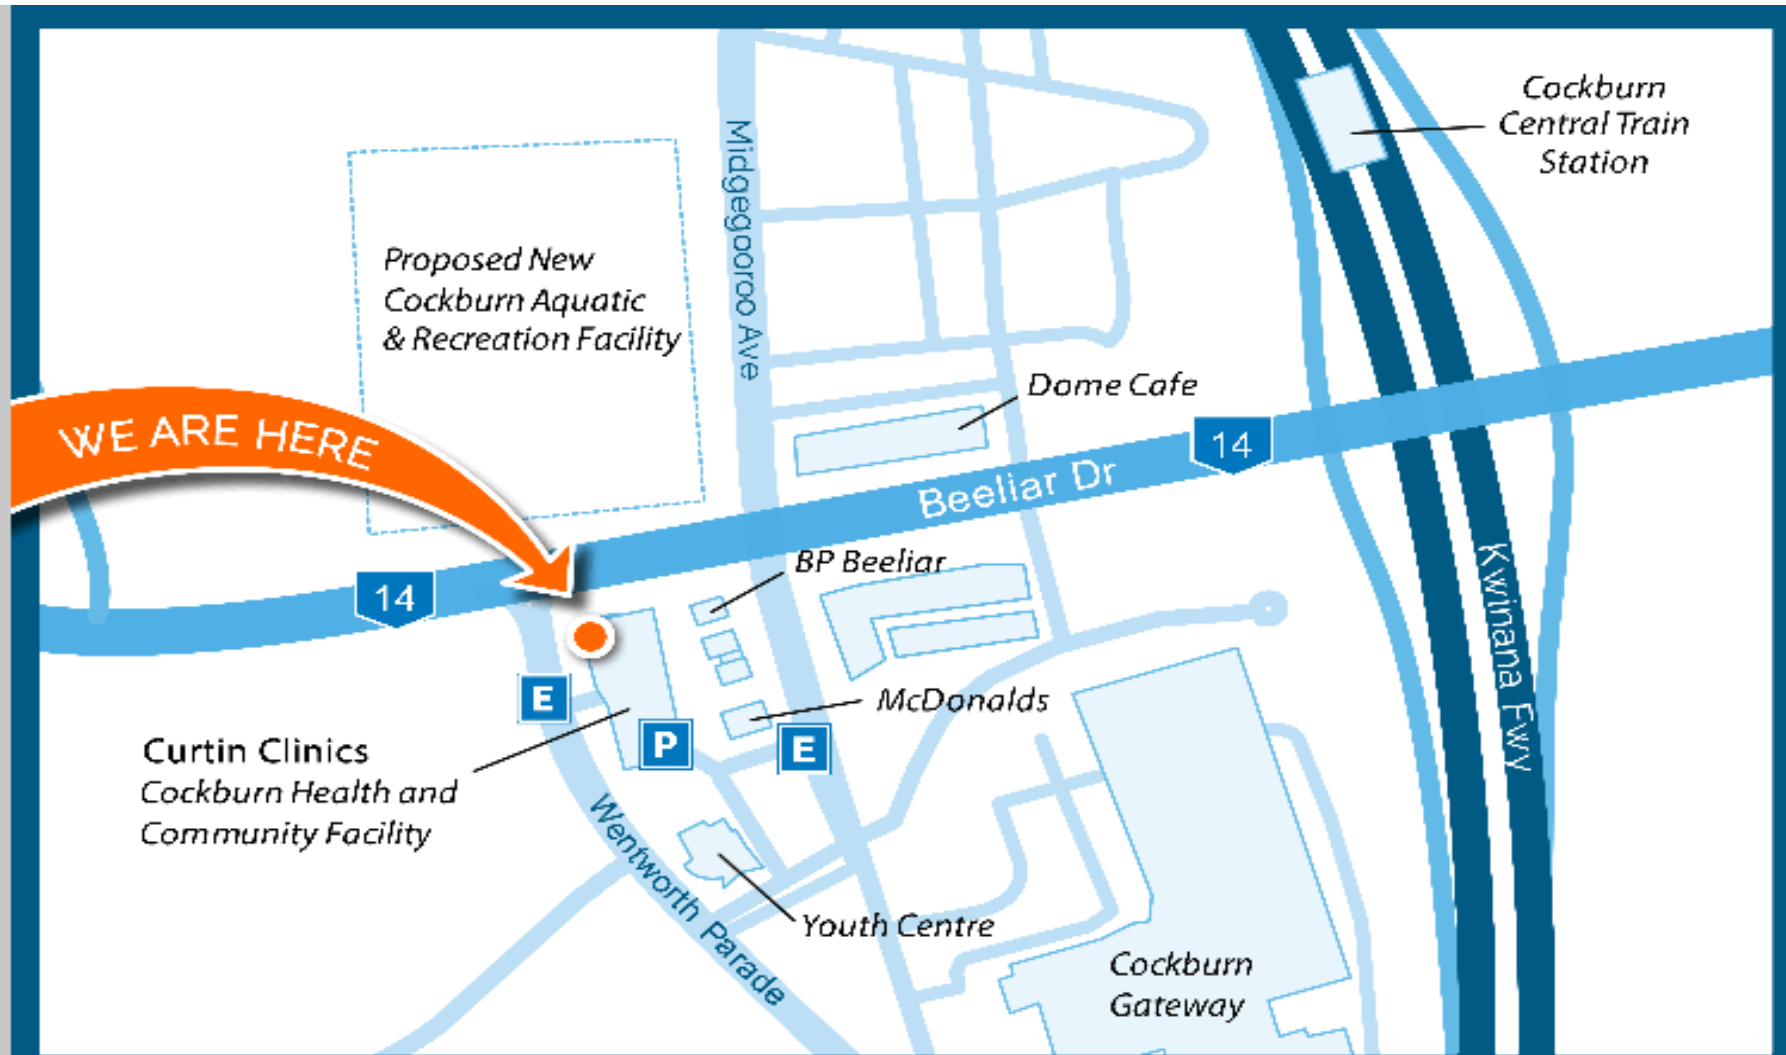 Cockburn
Central Train
Station
Midgegooroo Ave
Proposed New
Cockburn Aquatic
& Recreation Facility
Dome Cafe
WE ARE HERE
14
Beeliar Dr
BP Beeliar
14
Kwinana Fwy
E
McDonalds
P
E
Curtin Clinics
Cockburn Health and
Community Facility
Wentworth Parade
Youth Centre
Cockburn
Gateway